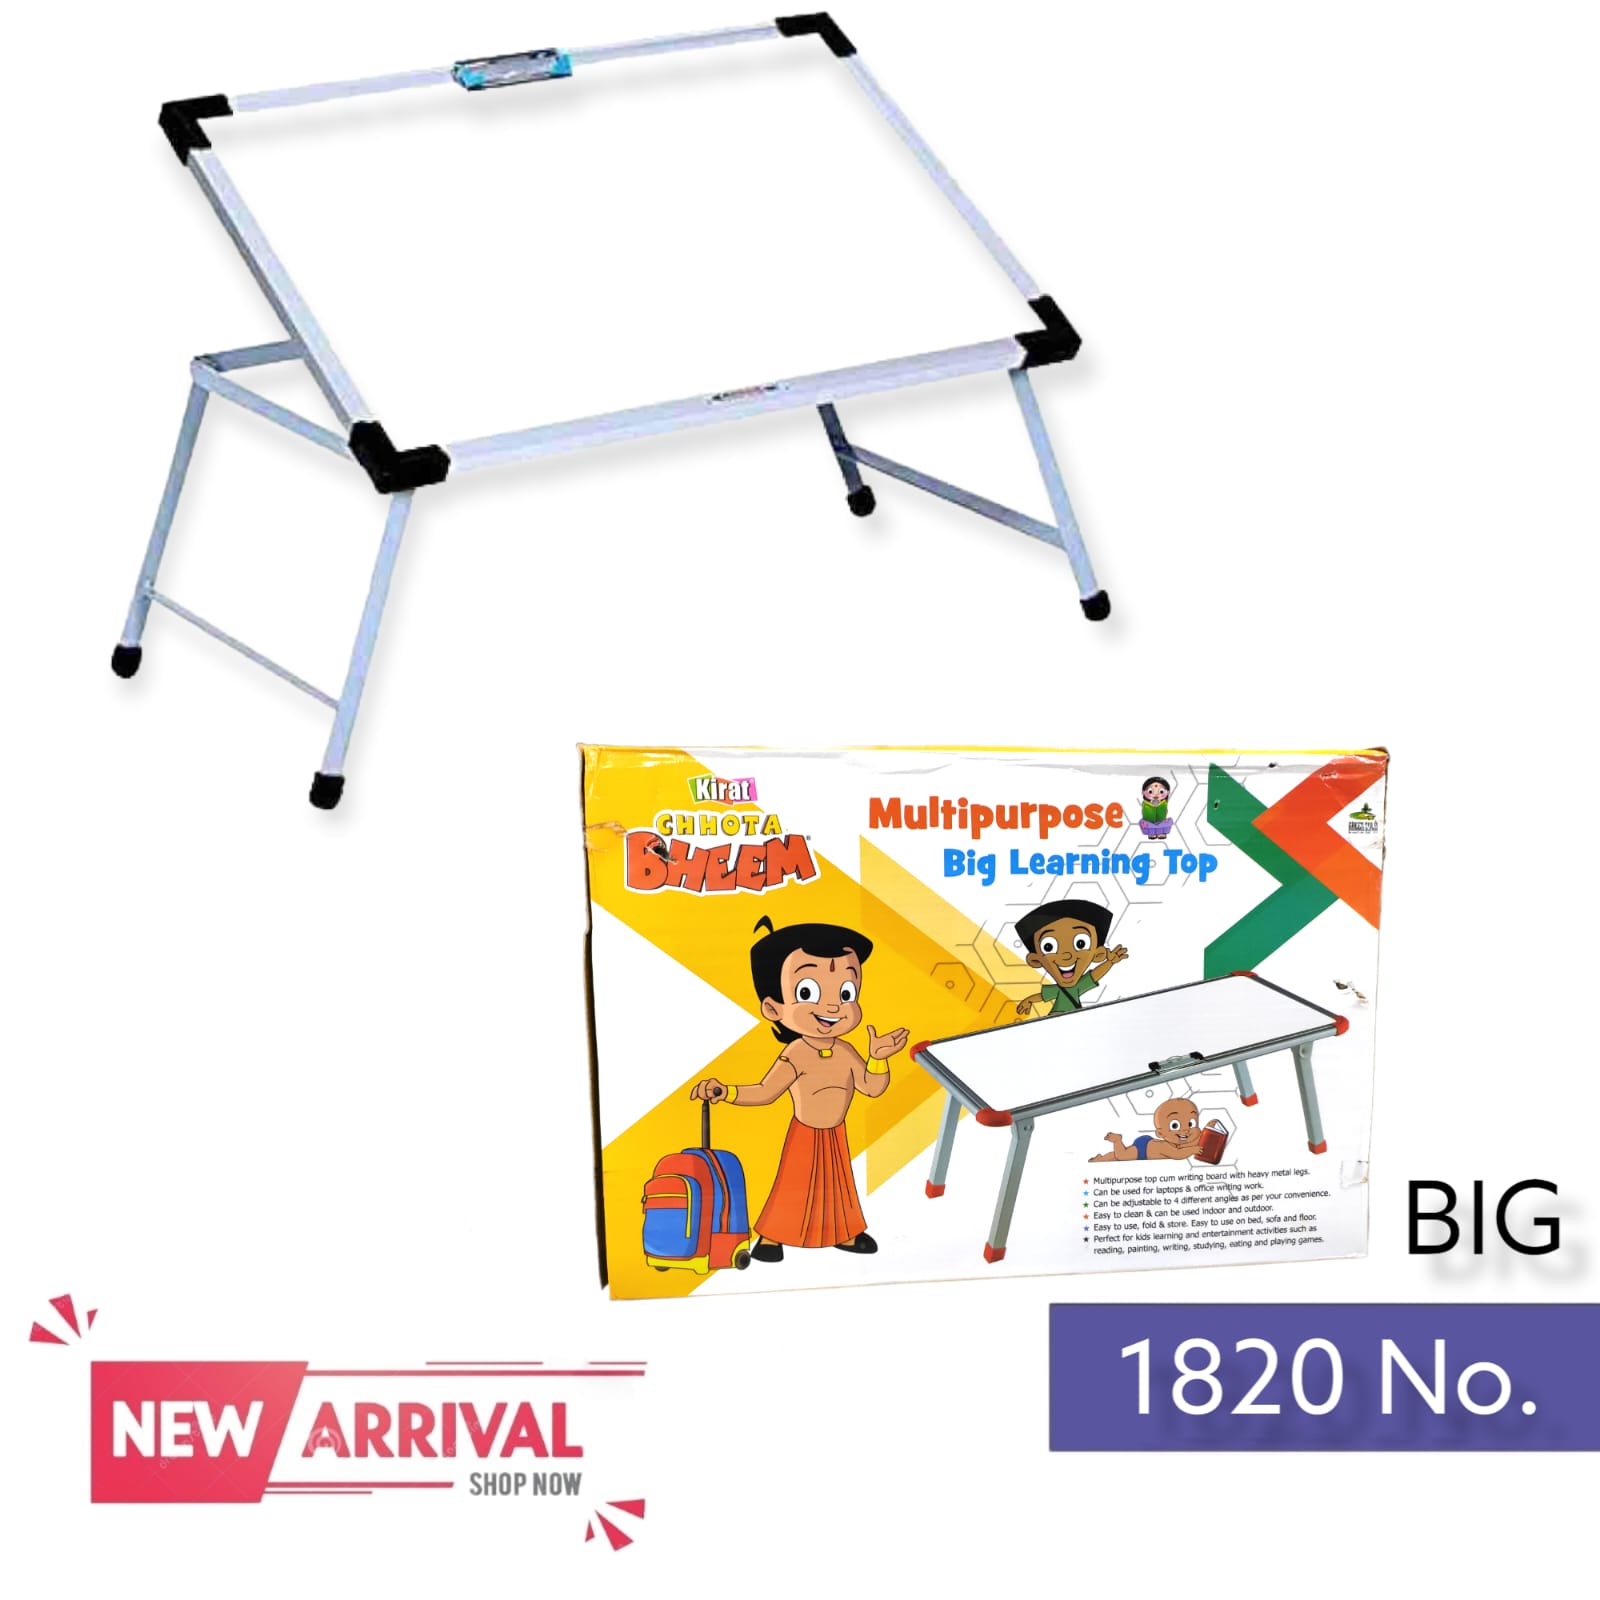 Kirat
CHHOTA
BHEEM
Multipurpose
Big Learning Top
Multipurpose top cum writing board with heavy metal legs.
Can be used for laptops & office writing work.
Can be adjustable to 4 different angles as per your convenience.
Easy to clean & can be used indoor and outdoor.
Easy to use, fold & store. Easy to use on bed, sofa and floor.
Perfect for kids learning and entertainment activities such as
reading, painting, writing, studying, eating and playing games.
BIG
1820 No.
NEW ARRIVAL
SHOP NOW